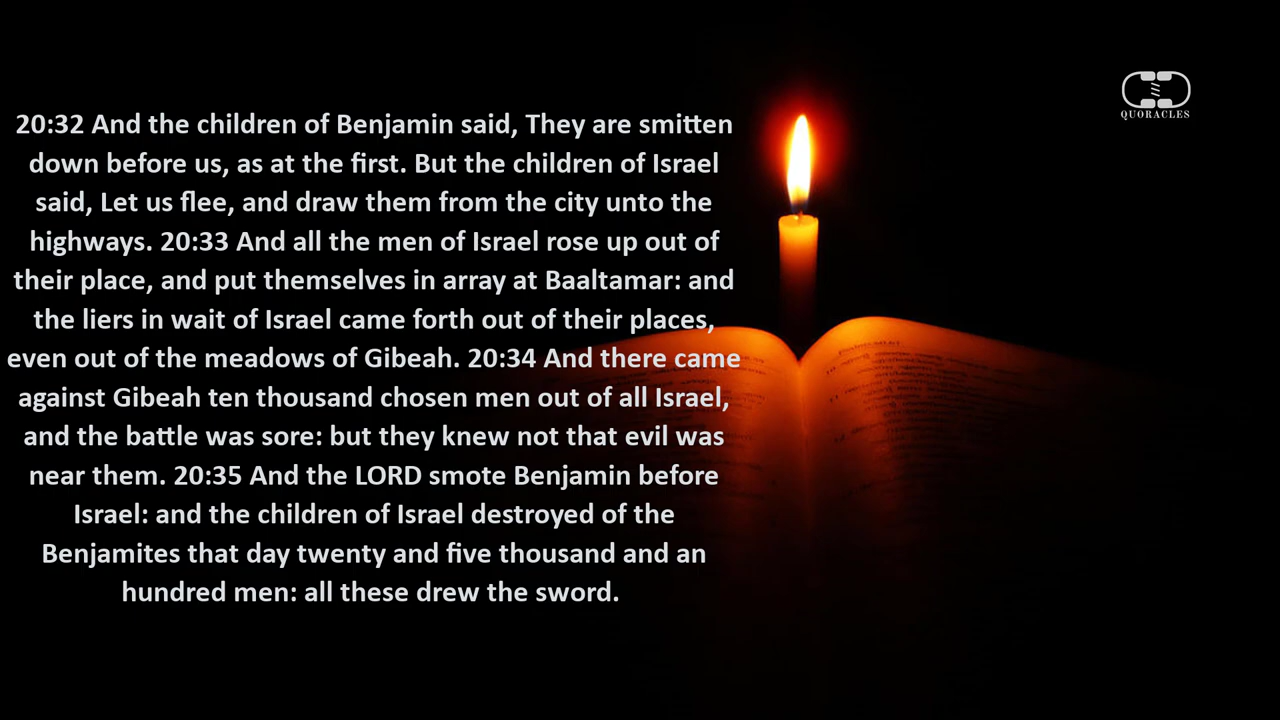 20:32 And the children of Benjamin said, They are smitten
down before us, as at the first. But the children of Israel
said, Let us flee, and draw them from the city unto the
highways. 20:33 And all the men of Israel rose up out of
their place, and put themselves in array at Baaltamar: and
the liers in wait of Israel came forth out of their places,
even out of the meadows of Gibeah. 20:34 And there came
against Gibeah ten thousand chosen men out of all Israel,
and the battle was sore: but they knew not that evil was
near them. 20:35 And the LORD smote Benjamin before
Israel: and the children of Israel destroyed of the
Benjamites that day twenty and five thousand and an
hundred men: all these drew the sword.
QUORACLES